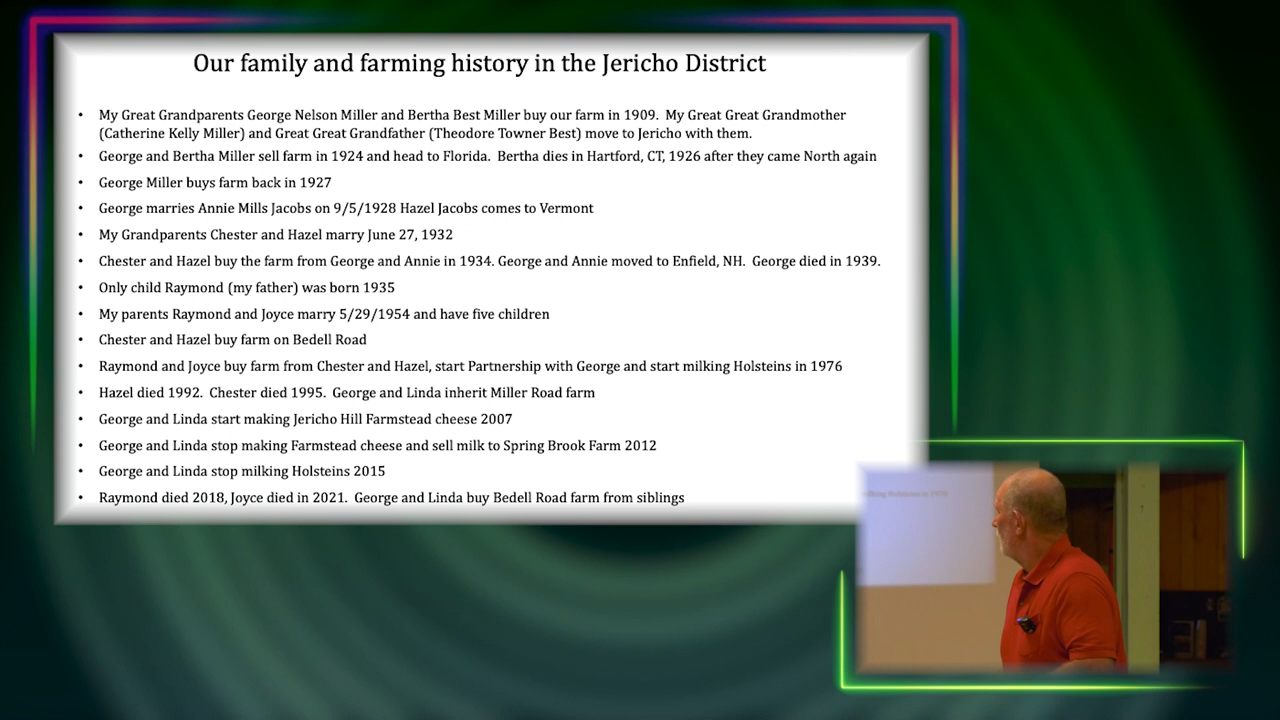 Our family and farming history in the Jericho District
• My Great Grandparents George Nelson Miller and Bertha Best Miller buy our farm in 1909. My Great Great Grandmother
(Catherine Kelly Miller) and Great Great Grandfather (Theodore Towner Best) move to Jericho with them.
• George and Bertha Miller sell farm in 1924 and head to Florida. Bertha dies in Hartford, CT, 1926 after they came North again
• George Miller buys farm back in 1927
• George marries Annie Mills Jacobs on 9/5/1928 Hazel Jacobs comes to Vermont
• My Grandparents Chester and Hazel marry June 27, 1932
• Chester and Hazel buy the farm from George and Annie in 1934. George and Annie moved to Enfield, NH. George died in 1939.
• Only child Raymond (my father) was born 1935
• My parents Raymond and Joyce marry 5/29/1954 and have five children
• Chester and Hazel buy farm on Bedell Road
• Raymond and Joyce buy farm from Chester and Hazel, start Partnership with George and start milking Holsteins in 1976
• Hazel died 1992. Chester died 1995. George and Linda inherit Miller Road farm
• George and Linda start making Jericho Hill Farmstead cheese 2007
• George and Linda stop making Farmstead cheese and sell milk to Spring Brook Farm 2012
• George and Linda stop milking Holsteins 2015
• Raymond died 2018, Joyce died in 2021. George and Linda buy Bedell Road farm from siblings
milking Holsteins in 1976